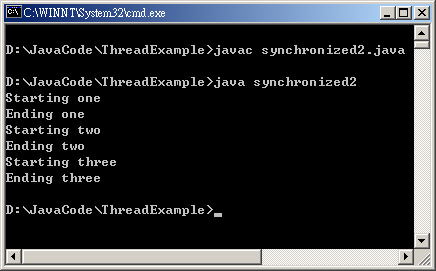 C:\WINNT\System32\cmd.exe
D:\JavaCode\ThreadExample>javac synchronized2.java
D:\JavaCode\ThreadExample>java synchronized2
Starting one
Ending one
Starting two
Ending two
Starting three
Ending three
D:\JavaCode\ThreadExample>_